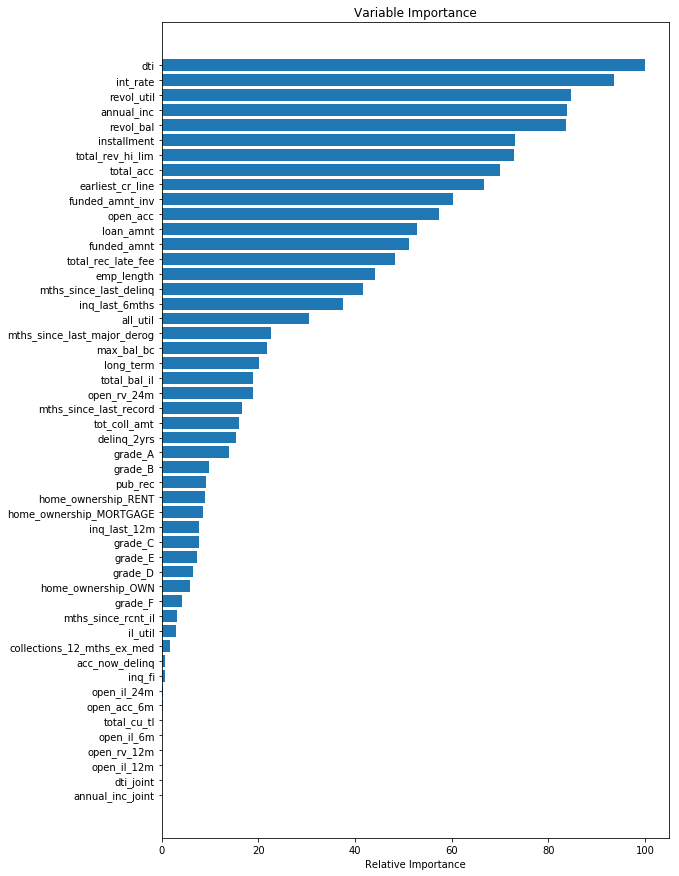 Variable Importance
dti
int_rate
revol_util
annual_inc
revol_bal
installment
total_rev_hi_lim
total_acc
earliest_cr_line
funded_amnt_inv
open_acc
loan_amnt
funded_amnt
total_rec_late_fee
emp_length
mths_since_last_delinq
inq_last_6mths
all_util
mths_since_last_major_derog
max_bal_bc
long_term
total_bal_il
open_rv_24m
mths_since_last_record
tot_coll_amt
delinq_2yrs
grade_A
grade_B
pub_rec
home_ownership_RENT
home_ownership_MORTGAGE
inq_last_12m
grade_C
grade_E
grade_D
home_ownership_OWN
grade_F
mths_since_rcnt_il
il_util
collections_12_mths_ex_med
acc_now_delinq
inq_fi
open_il_24m
open_acc_6m
total_cu_tl
open_il_6m
open_rv_12m
open_il_12m
dti_joint
annual_inc_joint
0 20 40 60 80 100
Relative Importance